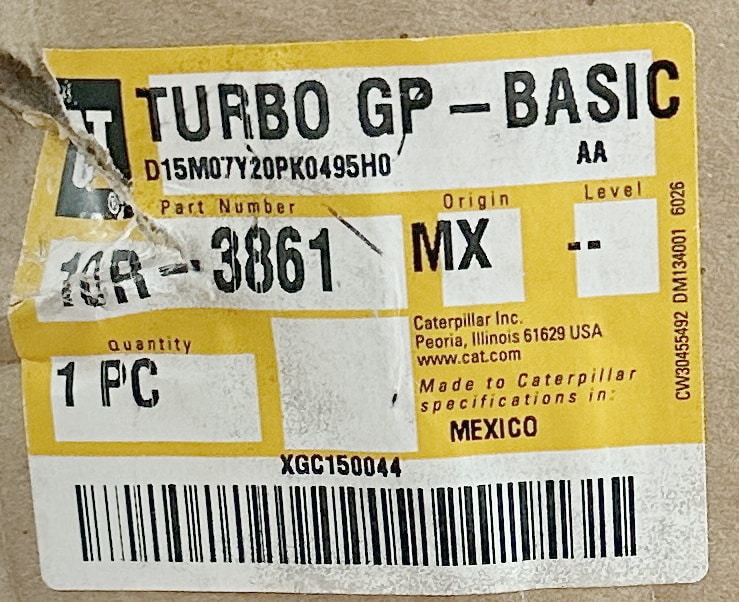 TURBO GP - BASIC
D15M07Y20PK0495H0 AA
Part Number Origin Level
10R-3861 MX --
Caterpillar Inc.
Peoria, Illinois 61629 USA
www.cat.com
Quantity
1 PC
Made to Caterpillar
specifications in:
MEXICO
XGC150044
CW30455492 DM134001 6026